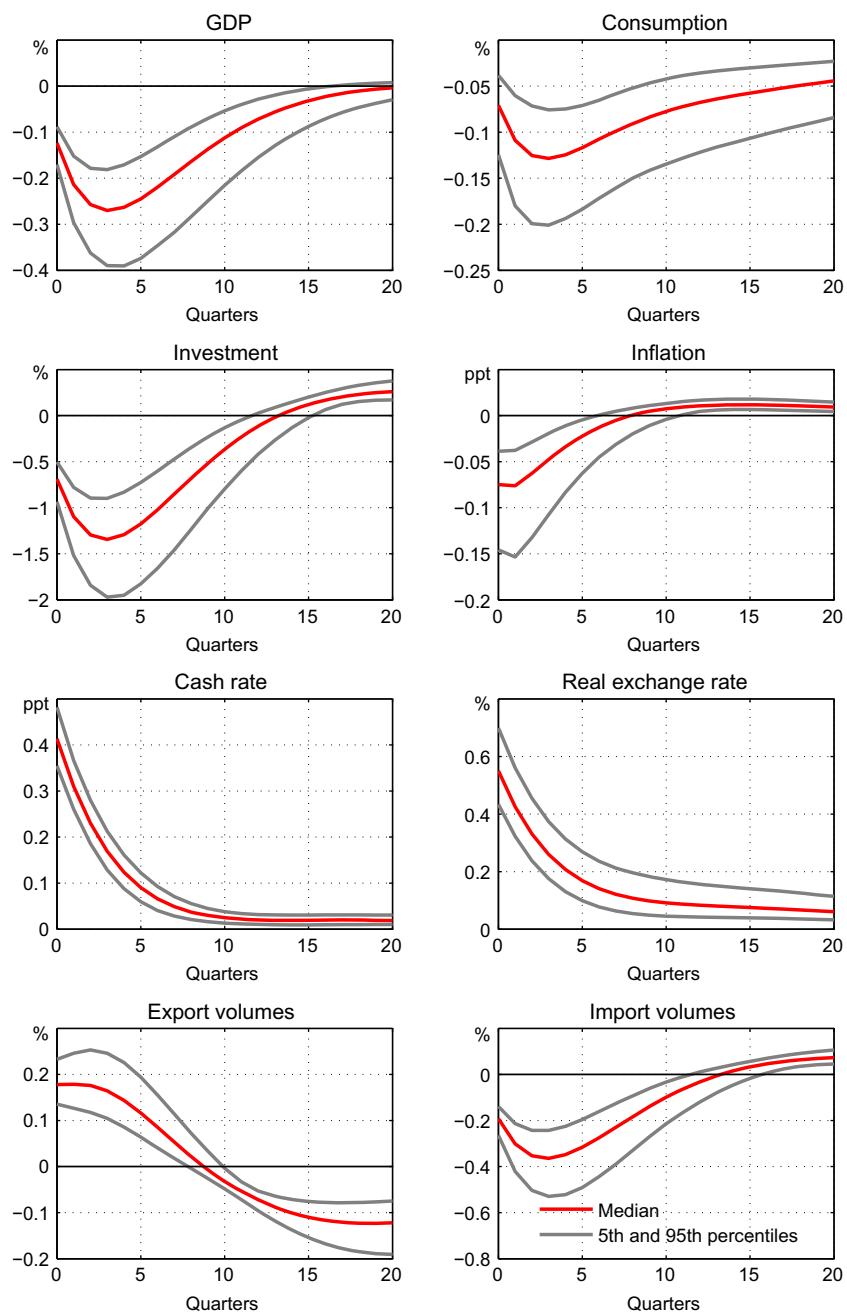 GDP
%
0
−0.1
−0.2
−0.3
−0.4
0 5 10 15 20
Quarters
Consumption
%
−0.05
−0.1
−0.15
−0.2
−0.25
0 5 10 15 20
Quarters
Investment
%
0
−0.5
−1
−1.5
−2
0 5 10 15 20
Quarters
Inflation
ppt
0
−0.05
−0.1
−0.15
−0.2
0 5 10 15 20
Quarters
Cash rate
ppt
0.4
0.3
0.2
0.1
0
0 5 10 15 20
Quarters
Real exchange rate
%
0.6
0.4
0.2
0
0 5 10 15 20
Quarters
Export volumes
%
0.2
0.1
0
−0.1
−0.2
0 5 10 15 20
Quarters
Import volumes
%
0
−0.2
−0.4
−0.6
−0.8
Median
5th and 95th percentiles
0 5 10 15 20
Quarters